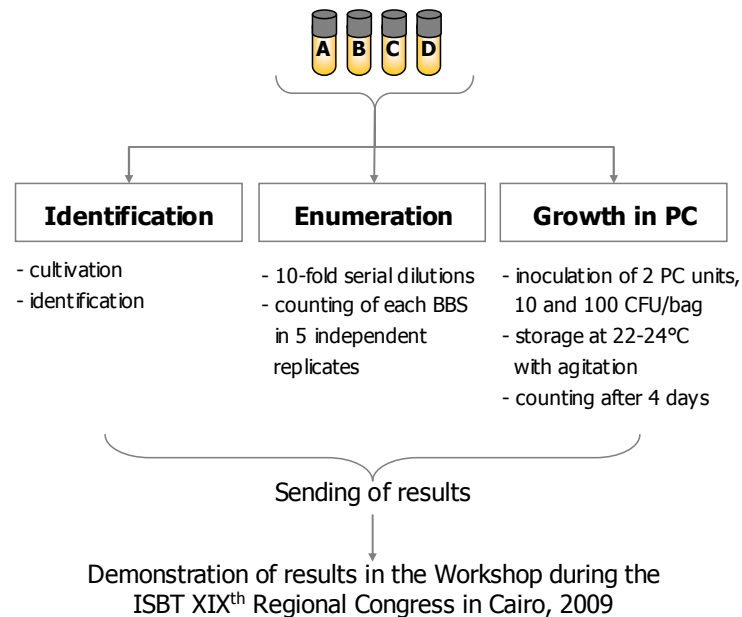 A B C D
Identification
- cultivation
- identification
Enumeration
- 10-fold serial dilutions
- counting of each BBS
in 5 independent
replicates
Growth in PC
- inoculation of 2 PC units,
10 and 100 CFU/bag
- storage at 22-24°C
with agitation
- counting after 4 days
Sending of results
Demonstration of results in the Workshop during the
ISBT XIXth Regional Congress in Cairo, 2009